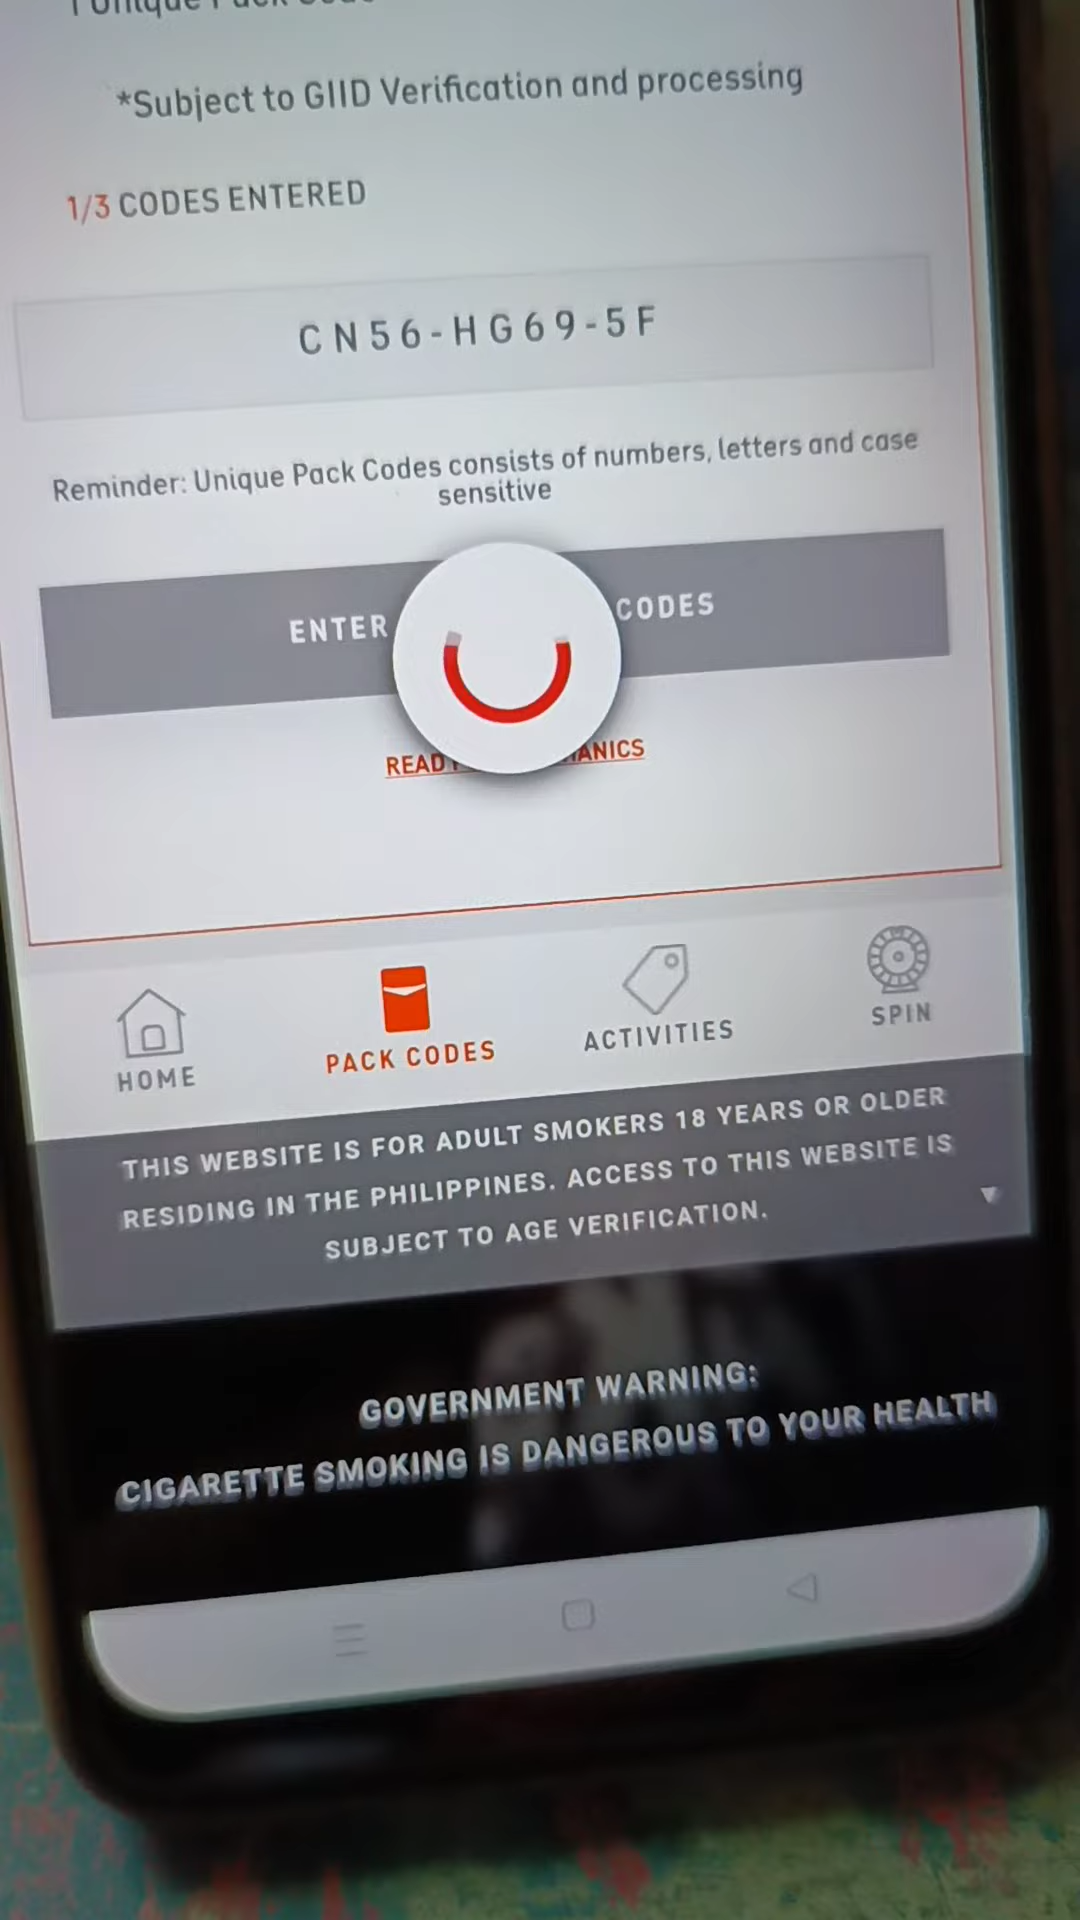 *Subject to GIID Verification and processing
1/3 CODES ENTERED
CN56-HG69-5F
Reminder: Unique Pack Codes consists of numbers, letters and case
sensitive
ENTER CODES
READ
HOME
PACK CODES
ACTIVITIES
SPIN
THIS WEBSITE IS FOR ADULT SMOKERS 18 YEARS OR OLDER
RESIDING IN THE PHILIPPINES. ACCESS TO THIS WEBSITE IS
SUBJECT TO AGE VERIFICATION.
GOVERNMENT WARNING:
CIGARETTE SMOKING IS DANGEROUS TO YOUR HEALTH